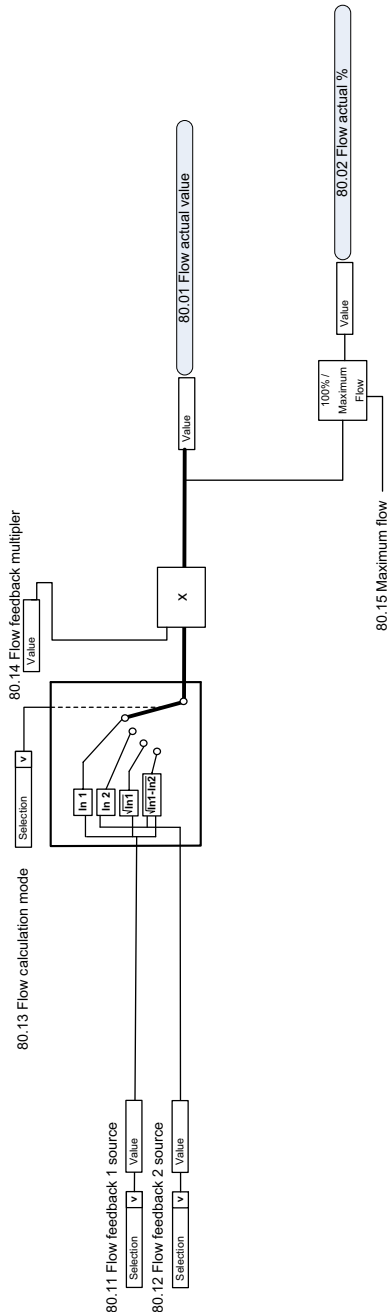 80.11 Flow feedback 1 source
Selection
v
Value
80.12 Flow feedback 2 source
Selection
v
Value
80.13 Flow calculation mode
Selection
v
In 1
In 2
√In1
√In1-In2
80.14 Flow feedback multipler
Value
x
Value
80.01 Flow actual value
80.15 Maximum flow
100% /
Maximum
Flow
Value
80.02 Flow actual %